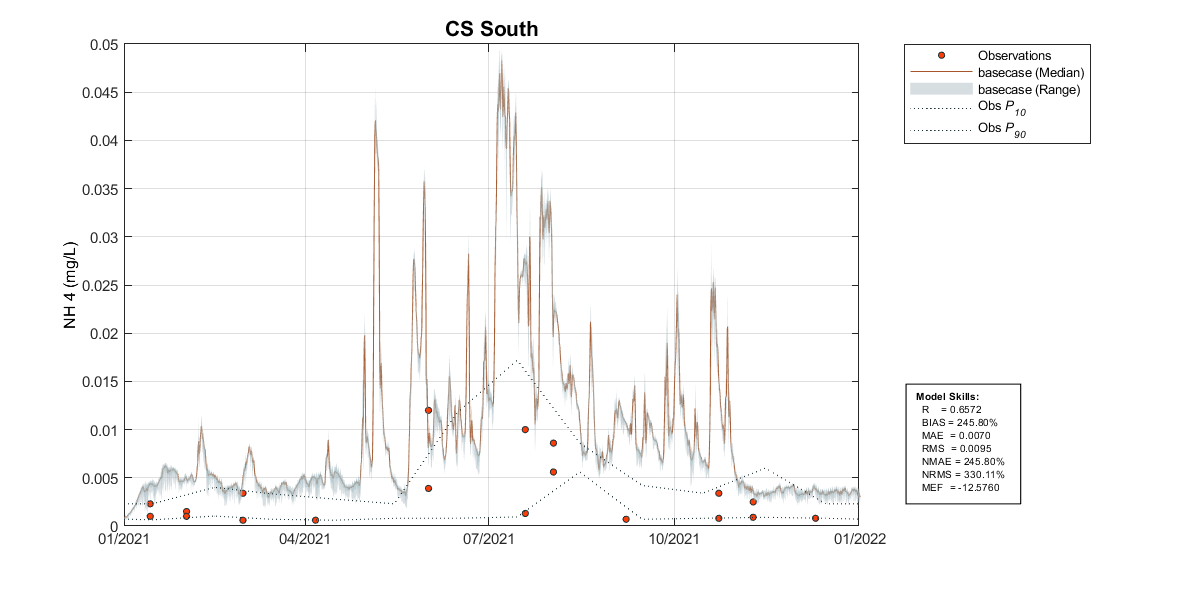 CS South
0.05
0.045
0.04
0.035
0.03
0.025
0.02
0.015
0.01
0.005
0
NH 4 (mg/L)
01/2021 04/2021 07/2021 10/2021 01/2022
Observations
basecase (Median)
basecase (Range)
Obs P10
Obs P90
Model Skills:
R = 0.6572
BIAS = 245.80%
MAE = 0.0070
RMS = 0.0095
NMAE = 245.80%
NRMS = 330.11%
MEF = -12.5760